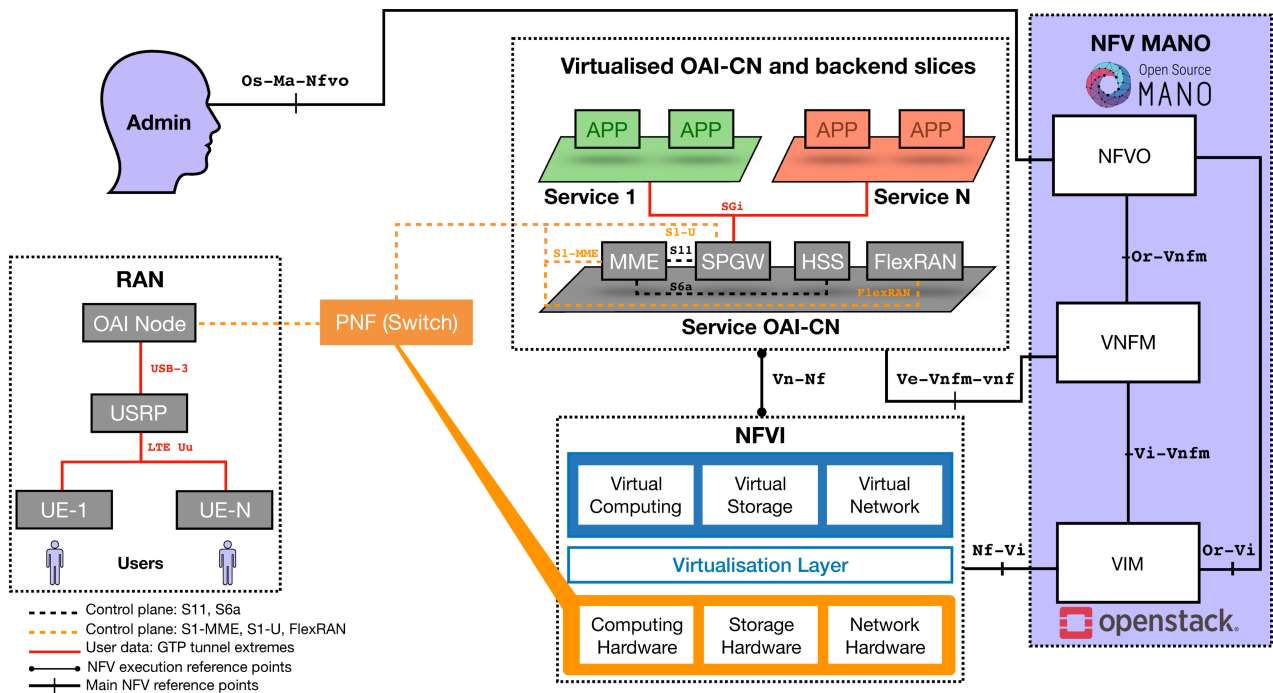 Os-Ma-Nfvo
Admin
Virtualised OAI-CN and backend slices
APP
APP
APP
APP
Service 1
Service N
SGi
S1-U
S1-MME
S11
MME
SPGW
HSS
FlexRAN
S6a
FlexRAN
Service OAI-CN
NFV MANO
Open Source
MANO
NFVO
Or-Vnfm
VNFM
Vi-Vnfm
VIM
Or-Vi
Nf-Vi
openstack.
RAN
OAI Node
USB-3
USRP
LTE Uu
UE-1
UE-N
Users
PNF (Switch)
Vn-Nf
Ve-Vnfm-vnf
NFVI
Virtual
Computing
Virtual
Storage
Virtual
Network
Virtualisation Layer
Computing
Hardware
Storage
Hardware
Network
Hardware
Control plane: S11, S6a
Control plane: S1-MME, S1-U, FlexRAN
User data: GTP tunnel extremes
NFV execution reference points
Main NFV reference points